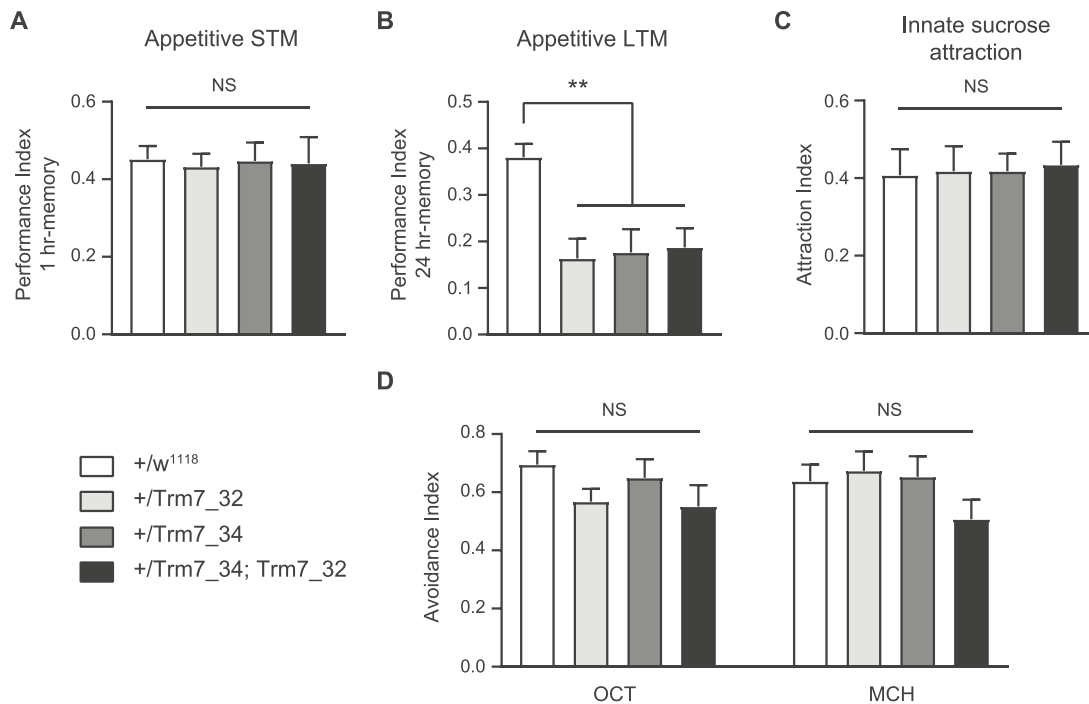 A
Appetitive STM
NS
Performance Index
1 hr-memory
0.6
0.4
0.2
0.0
B
Appetitive LTM
**
Performance Index
24 hr-memory
0.5
0.4
0.3
0.2
0.1
0.0
C
Innate sucrose
attraction
NS
Attraction Index
0.6
0.4
0.2
0.0
+/w¹¹¹⁸
+/Trm7_32
+/Trm7_34
+/Trm7_34; Trm7_32
D
NS
NS
Avoidance Index
0.8
0.6
0.4
0.2
0.0
OCT
MCH